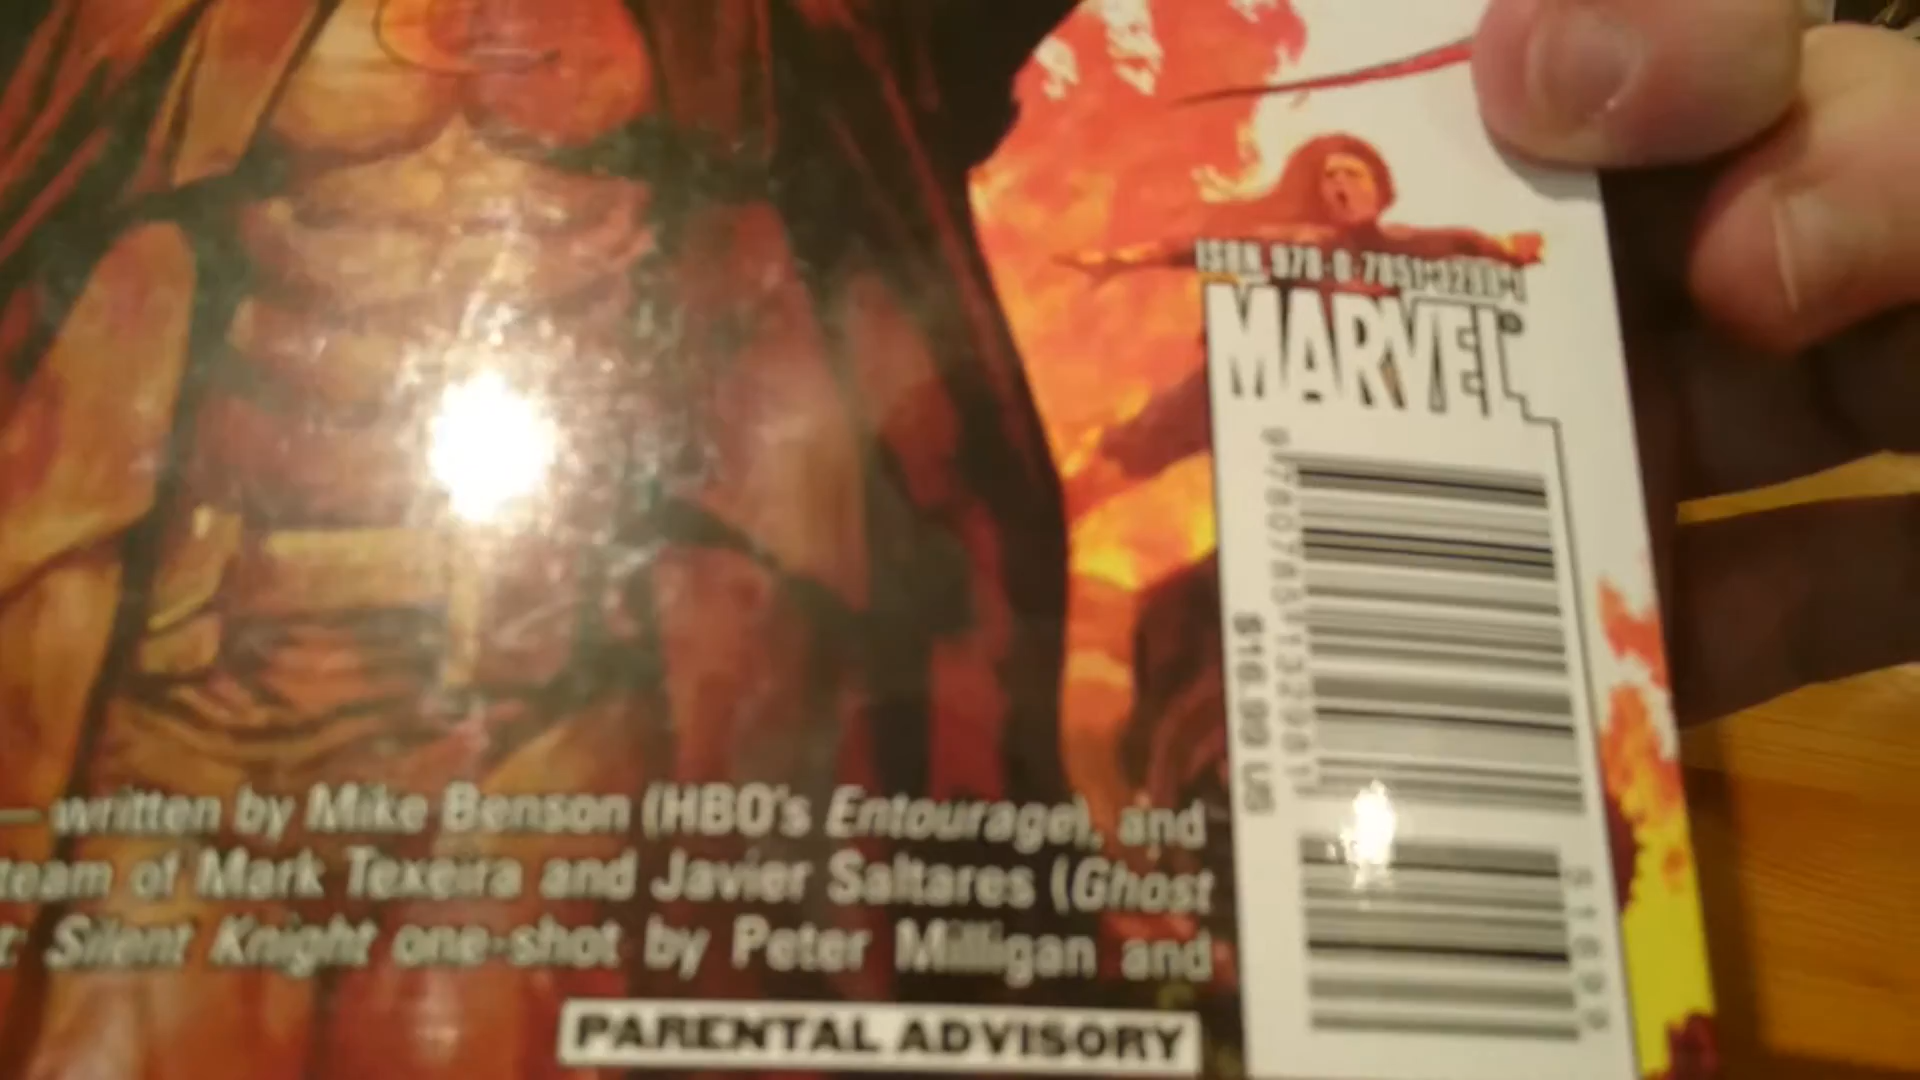 MARVEL
$16.99 US
— written by Mike Benson (HBO's Entourage), and
team of Mark Texeira and Javier Saltares (Ghost
: Silent Knight one-shot by Peter Milligan and
PARENTAL ADVISORY